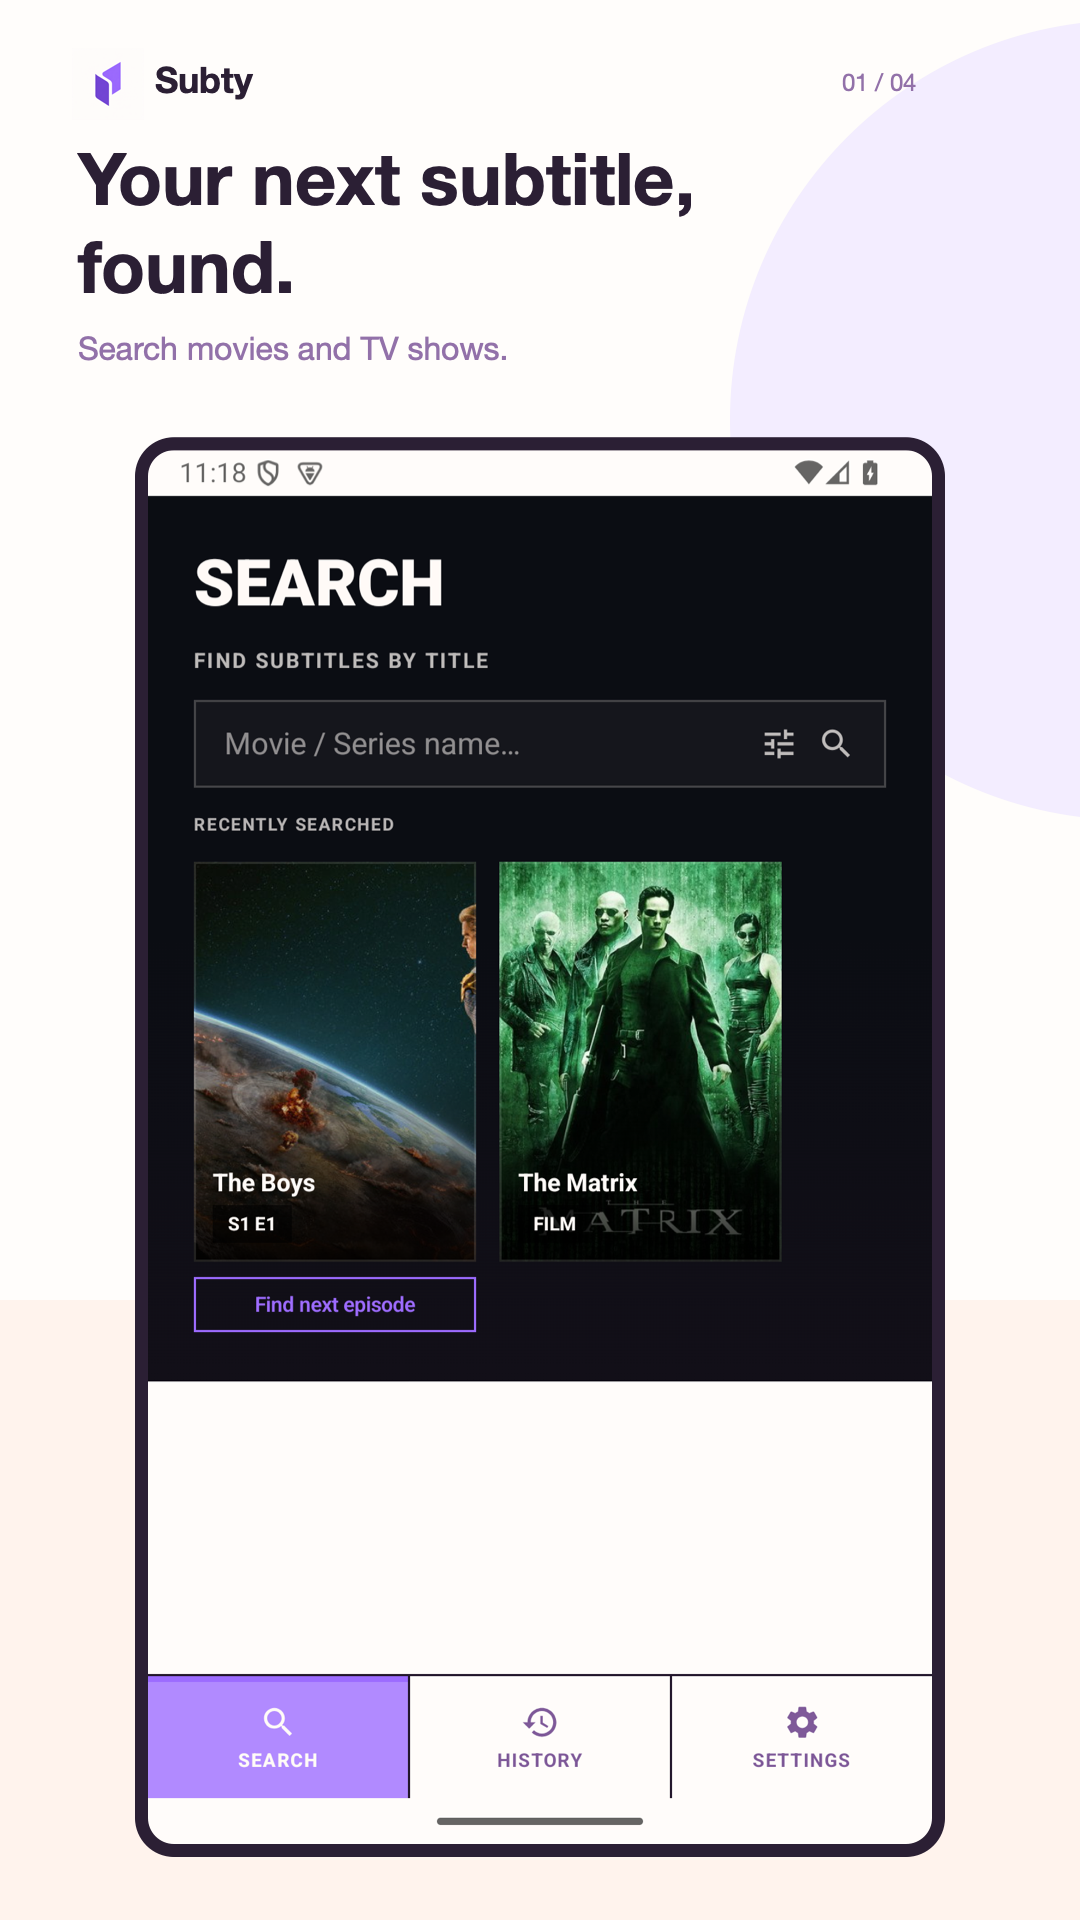 Subty
01 / 04
Your next subtitle,
found.
Search movies and TV shows.
11:18
SEARCH
FIND SUBTITLES BY TITLE
Movie / Series name...
RECENTLY SEARCHED
The Boys
S1 E1
The Matrix
FILM
MATRIX
Find next episode
SEARCH
HISTORY
SETTINGS